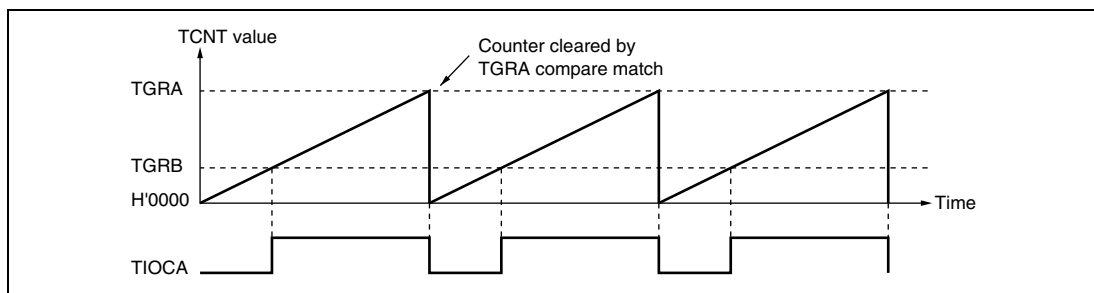 TCNT value
Counter cleared by
TGRA compare match
TGRA
TGRB
H'0000
Time
TIOCA